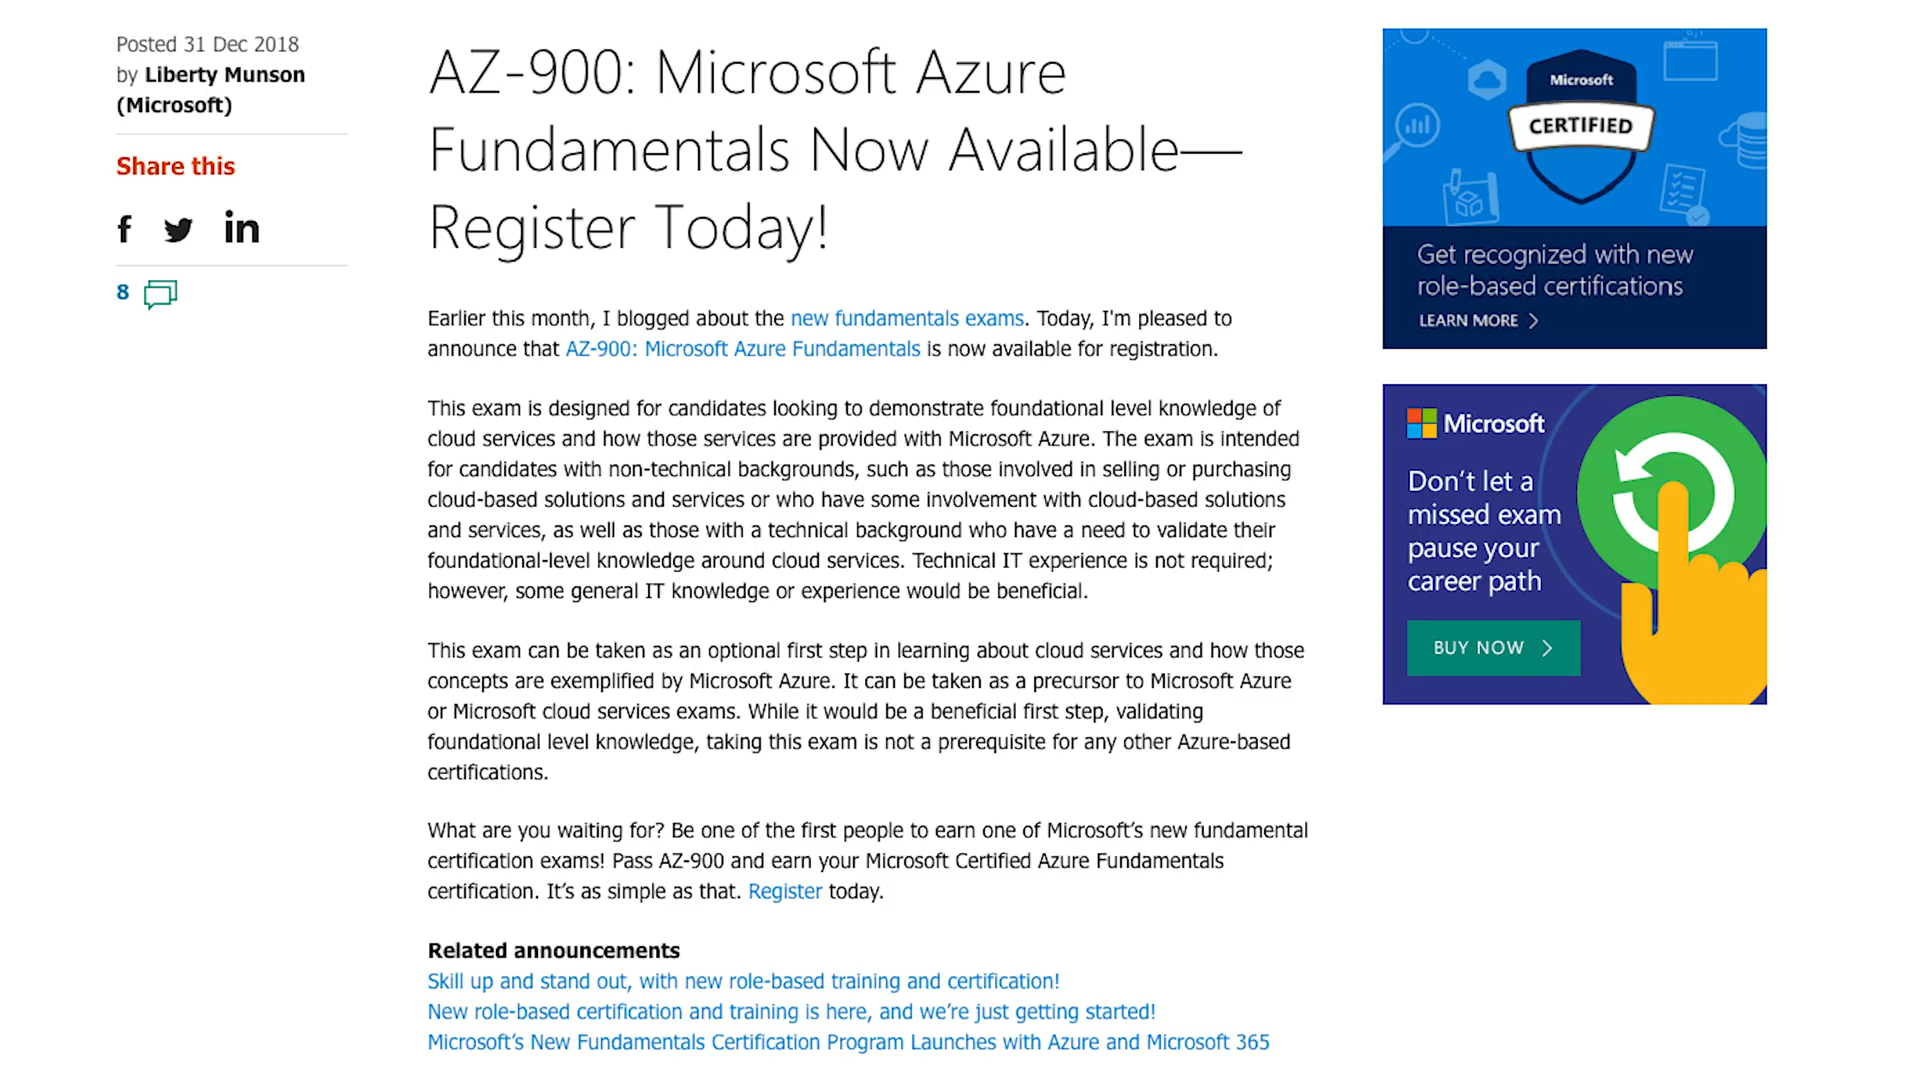 Posted 31 Dec 2018
by Liberty Munson
(Microsoft)
Share this
8
AZ-900: Microsoft Azure
Fundamentals Now Available—
Register Today!
Earlier this month, I blogged about the new fundamentals exams. Today, I'm pleased to
announce that AZ-900: Microsoft Azure Fundamentals is now available for registration.
This exam is designed for candidates looking to demonstrate foundational level knowledge of
cloud services and how those services are provided with Microsoft Azure. The exam is intended
for candidates with non-technical backgrounds, such as those involved in selling or purchasing
cloud-based solutions and services or who have some involvement with cloud-based solutions
and services, as well as those with a technical background who have a need to validate their
foundational-level knowledge around cloud services. Technical IT experience is not required;
however, some general IT knowledge or experience would be beneficial.
This exam can be taken as an optional first step in learning about cloud services and how those
concepts are exemplified by Microsoft Azure. It can be taken as a precursor to Microsoft Azure
or Microsoft cloud services exams. While it would be a beneficial first step, validating
foundational level knowledge, taking this exam is not a prerequisite for any other Azure-based
certifications.
What are you waiting for? Be one of the first people to earn one of Microsoft’s new fundamental
certification exams! Pass AZ-900 and earn your Microsoft Certified Azure Fundamentals
certification. It’s as simple as that. Register today.
Related announcements
Skill up and stand out, with new role-based training and certification!
New role-based certification and training is here, and we’re just getting started!
Microsoft’s New Fundamentals Certification Program Launches with Azure and Microsoft 365
Microsoft
CERTIFIED
Get recognized with new
role-based certifications
LEARN MORE
Microsoft
Don’t let a
missed exam
pause your
career path
BUY NOW